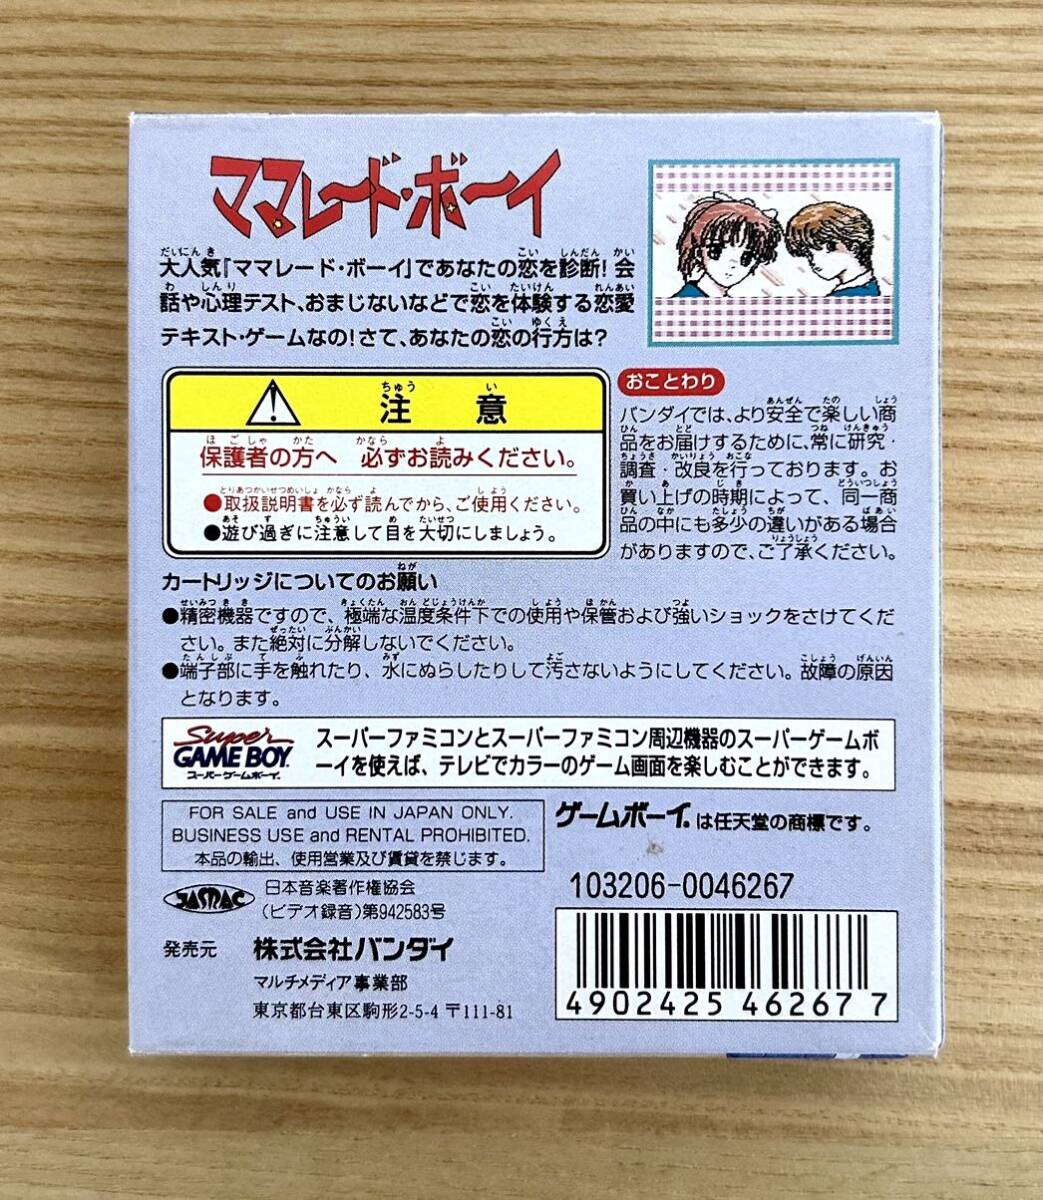 ママレード・ボーイ
大人気「ママレード・ボーイ」であなたの恋を診断!会
話や心理テスト、おまじないなどで恋を体験する恋愛
テキスト・ゲームなの!さて、あなたの恋の行方は?
注意
保護者の方へ 必ずお読みください。
●取扱説明書を必ず読んでから、ご使用ください。
●遊び過ぎに注意して目を大切にしましょう。
おことわり
バンダイでは、より安全で楽しい商
品をお届けするために、常に研究・
調査・改良を行っております。お
買い上げの時期によって、同一商
品の中にも多少の違いがある場合
がありますので、ご了承ください。
カートリッジについてのお願い
●精密機器ですので、極端な温度条件下での使用や保管および強いショックをさけてくだ
さい。また絶対に分解しないでください。
●端子部に手を触れたり、水にぬらしたりして汚さないようにしてください。故障の原因
となります。
Super
GAME BOY
スーパーゲームボーイ.
スーパーファミコンとスーパーファミコン周辺機器のスーパーゲームボ
ーイを使えば、テレビでカラーのゲーム画面を楽しむことができます。
FOR SALE and USE IN JAPAN ONLY.
BUSINESS USE and RENTAL PROHIBITED.
本品の輸出、使用営業及び賃貸を禁じます。
ゲームボーイ.は任天堂の商標です。
JASRAC
日本音楽著作権協会
(ビデオ録音)第942583号
103206-0046267
発売元 株式会社バンダイ
マルチメディア事業部
東京都台東区駒形2-5-4 〒111-81
4902425 462677